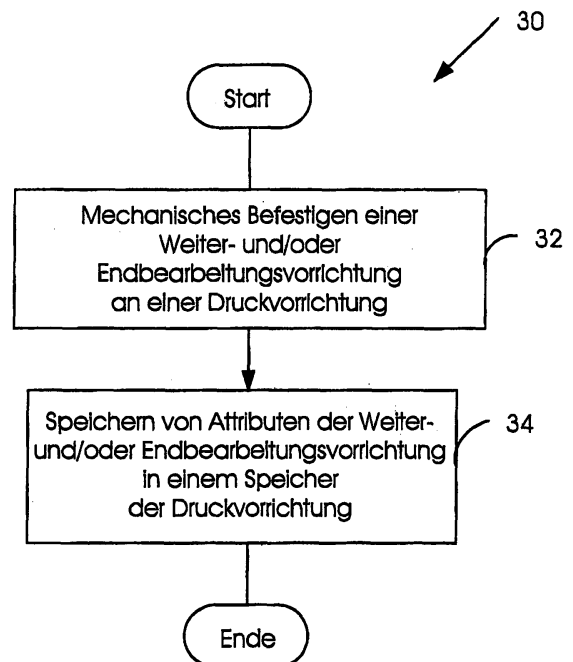 30
Start
Mechanisches Befestigen einer
Weiter- und/oder
Endbearbeitungsvorrichtung
an einer Druckvorrichtung
32
Speichern von Attributen der Weiter-
und/oder Endbearbeitungsvorrichtung
in einem Speicher
der Druckvorrichtung
34
Ende